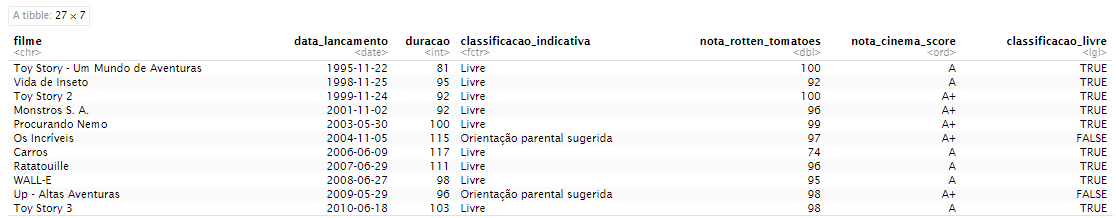 A tibble: 27 × 7
filme data_lancamento duracao classificacao_indicativa nota_rotten_tomatoes nota_cinema_score classificacao_livre
<chr> <date> <int> <fctr> <dbl> <ord> <lgl>
Toy Story - Um Mundo de Aventuras 1995-11-22 81 Livre 100 A TRUE
Vida de Inseto 1998-11-25 95 Livre 92 A TRUE
Toy Story 2 1999-11-24 92 Livre 100 A+ TRUE
Monstros S. A. 2001-11-02 92 Livre 96 A+ TRUE
Procurando Nemo 2003-05-30 100 Livre 99 A+ TRUE
Os Incríveis 2004-11-05 115 Orientação parental sugerida 97 A+ FALSE
Carros 2006-06-09 117 Livre 74 A TRUE
Ratatouille 2007-06-29 111 Livre 96 A TRUE
WALL-E 2008-06-27 98 Livre 95 A TRUE
Up - Altas Aventuras 2009-05-29 96 Orientação parental sugerida 98 A+ FALSE
Toy Story 3 2010-06-18 103 Livre 98 A TRUE